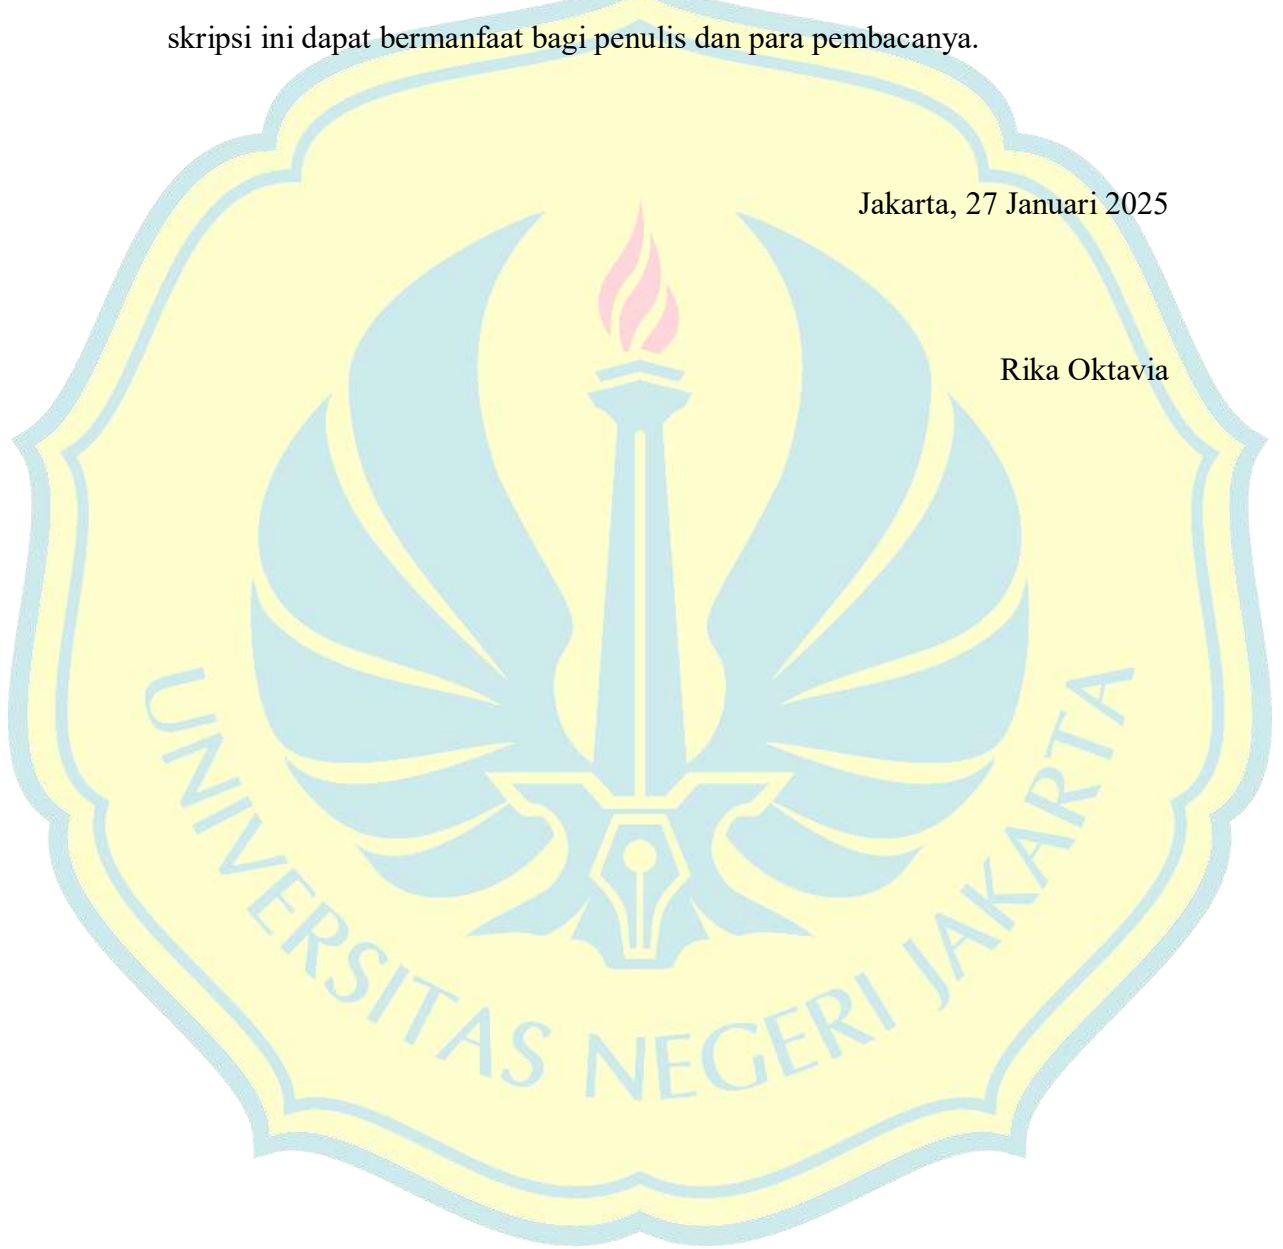 skripsi ini dapat bermanfaat bagi penulis dan para pembacanya.
Jakarta, 27 Januari 2025
Rika Oktavia
UNIVERSITAS NEGERI JAKARTA